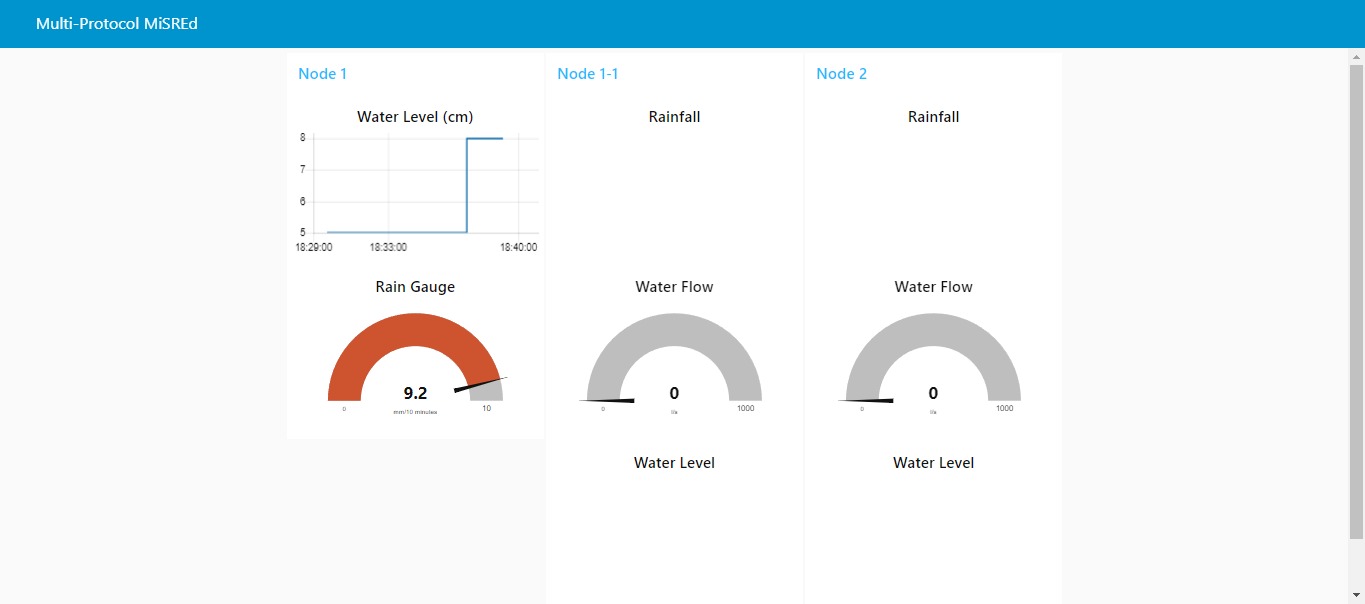 Multi-Protocol MiSREd
Node 1
Water Level (cm)
8
7
6
5
18:29:00 18:33:00 18:40:00
Rain Gauge
9.2
mm/10 minutes
0 10
Node 1-1
Rainfall
Water Flow
0
l/s
0 1000
Water Level
Node 2
Rainfall
Water Flow
0
l/s
0 1000
Water Level